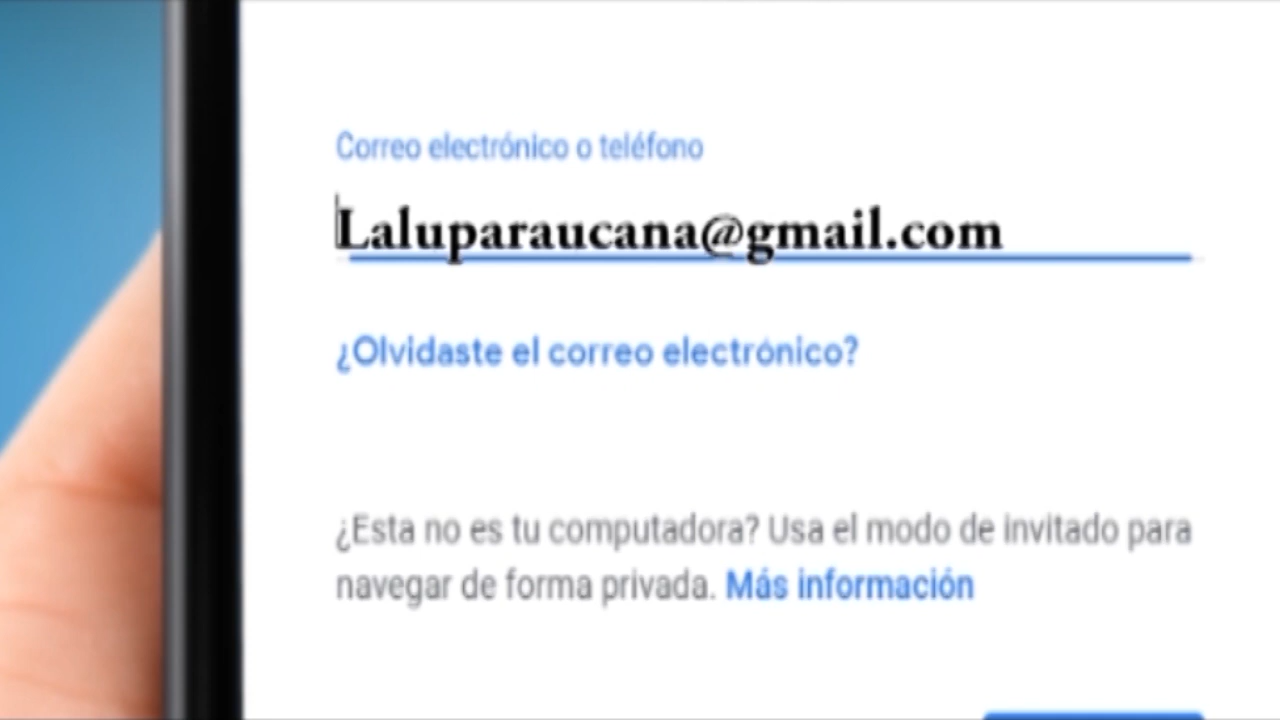 Correo electrónico o teléfono
Laluparaucana@gmail.com
¿Olvidaste el correo electrónico?
¿Esta no es tu computadora? Usa el modo de invitado para
navegar de forma privada. Más información